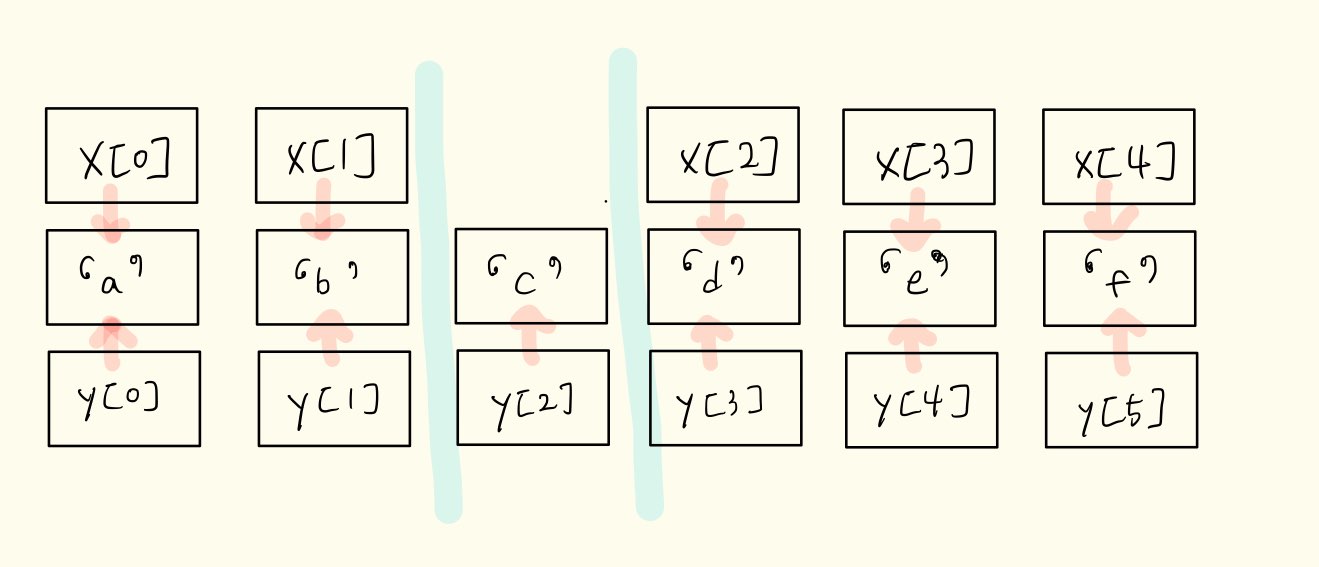 X[0] X[1] X[2] X[3] X[4]
‘a’ ‘b’ ‘c’ ‘d’ ‘e’ ‘f’
y[0] y[1] y[2] y[3] y[4] y[5]